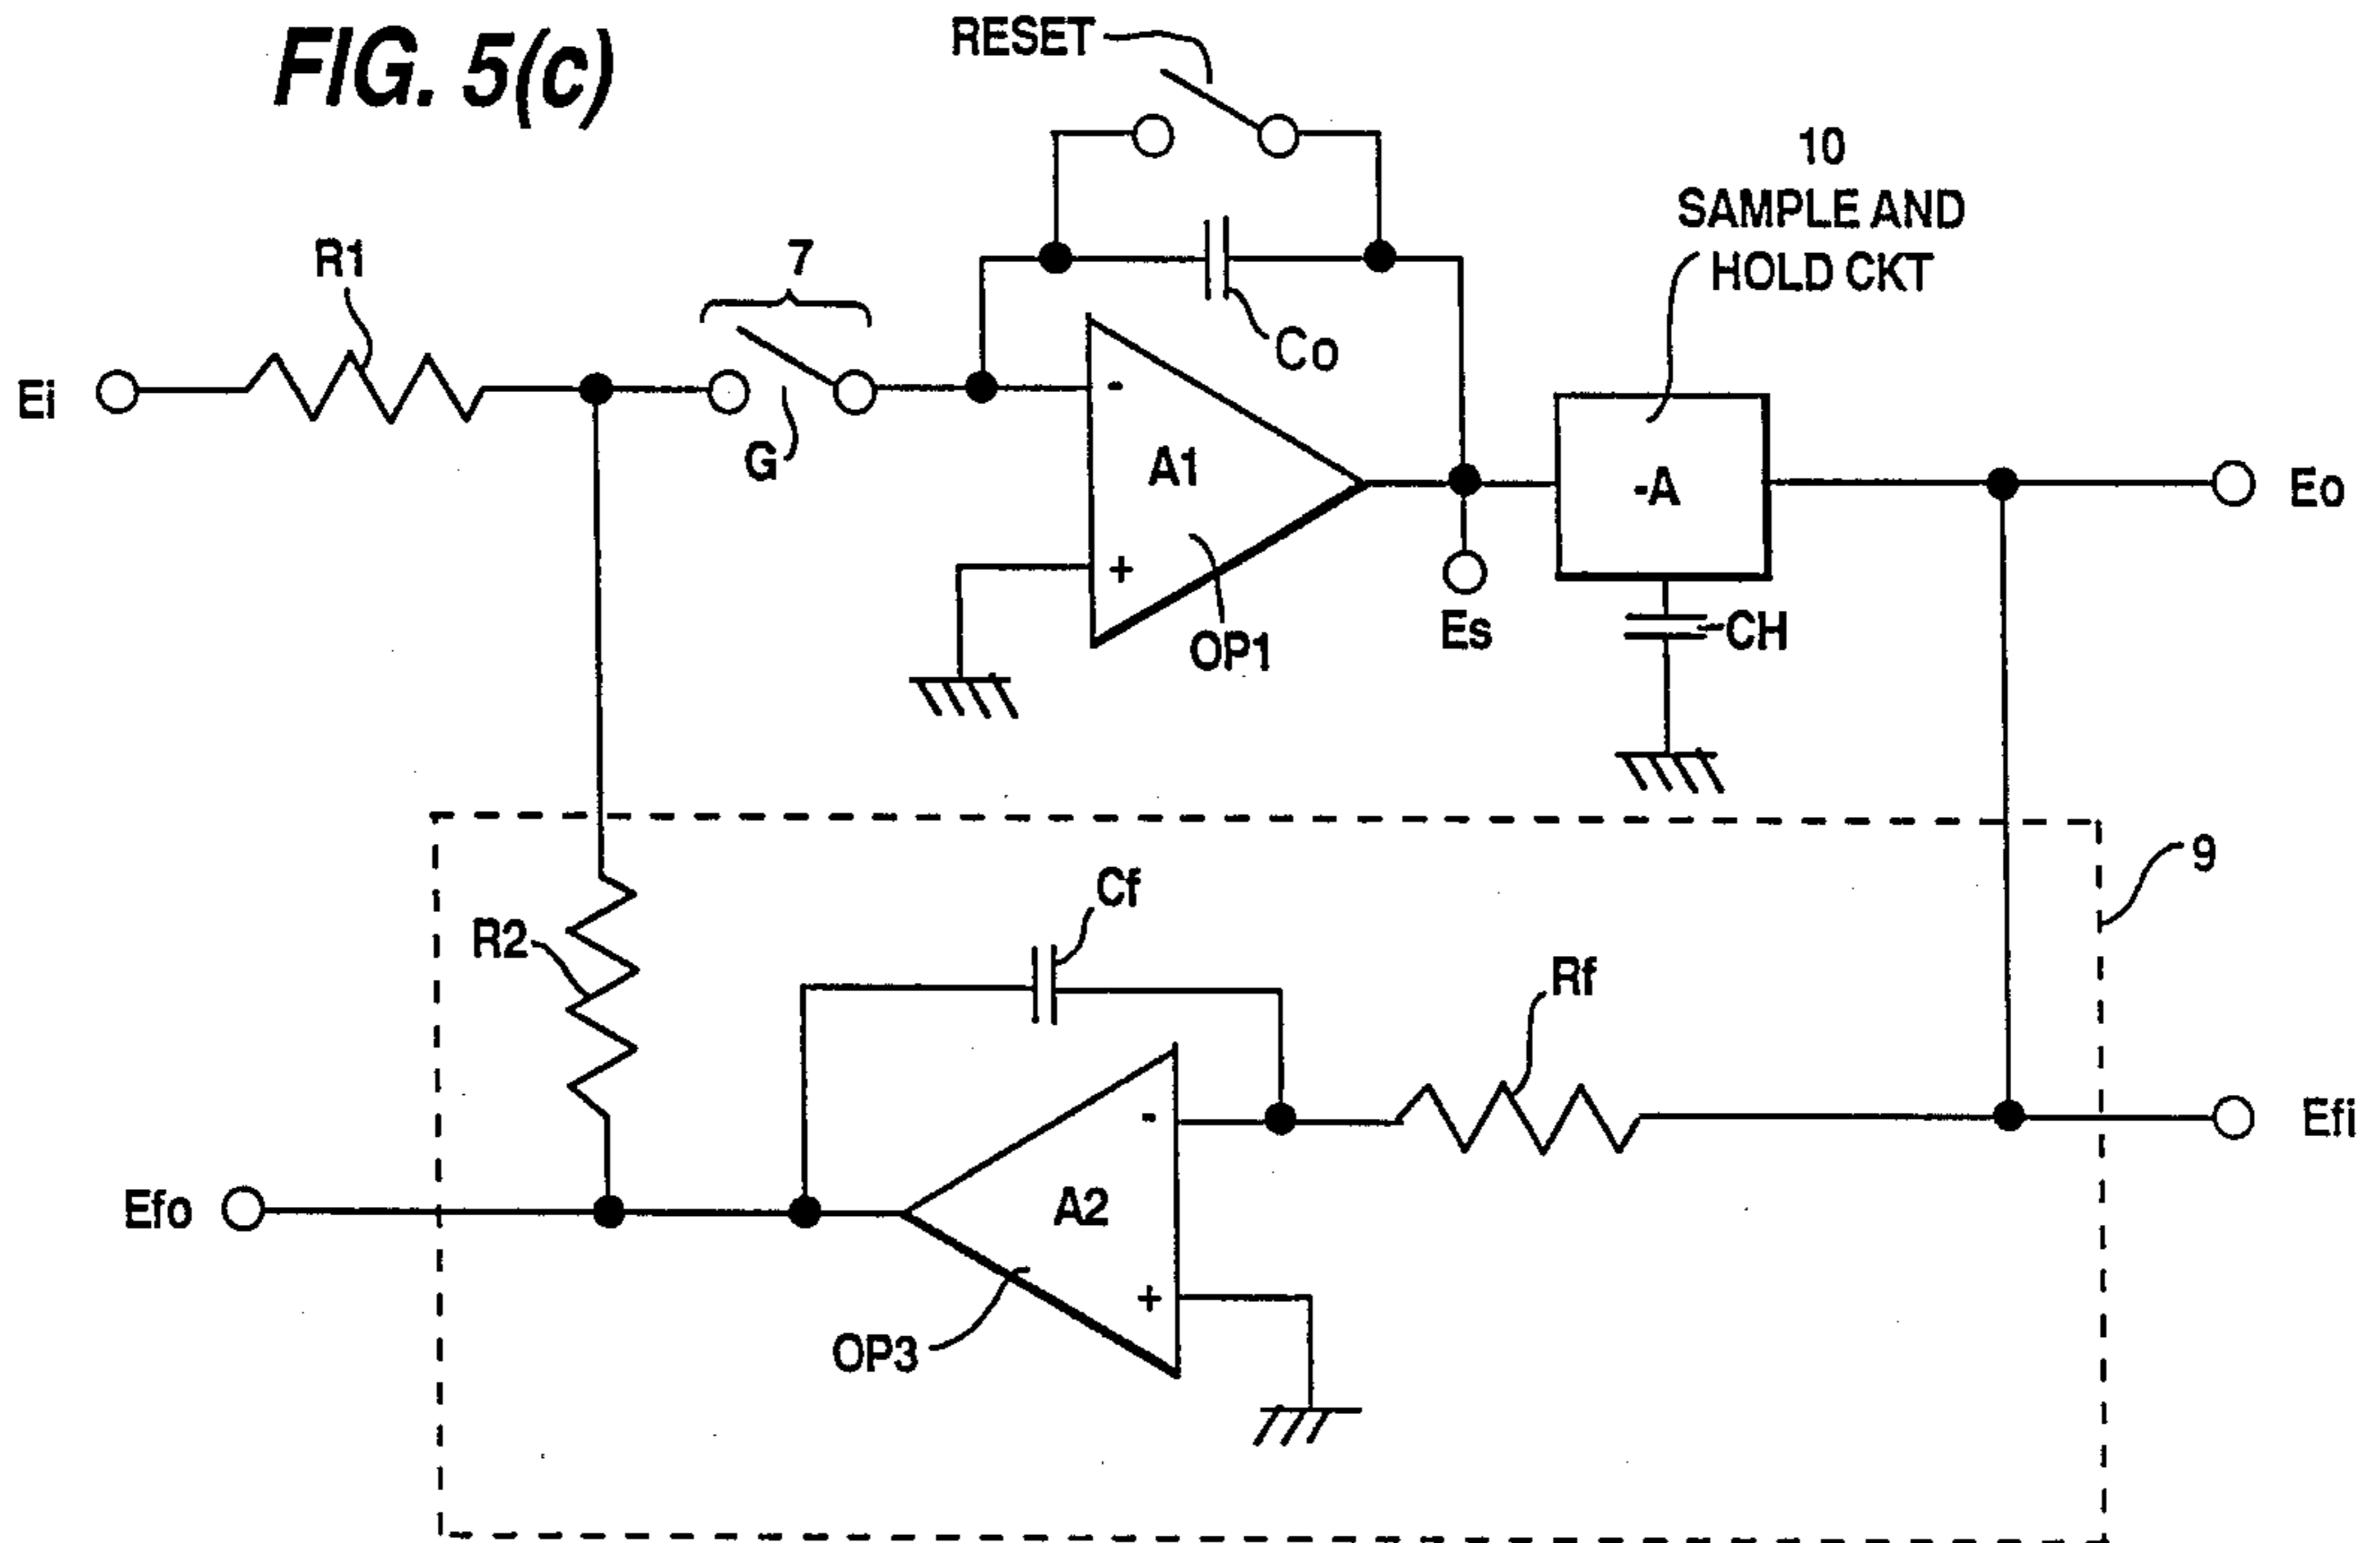 FIG. 5(c)
RESET
10
SAMPLE AND
HOLD CKT
R1
7
Co
Ei
G
-
A1
+
OP1
-A
Eo
Es
CH
9
Cf
R2
Rf
-
A2
+
Efi
Efo
OP3